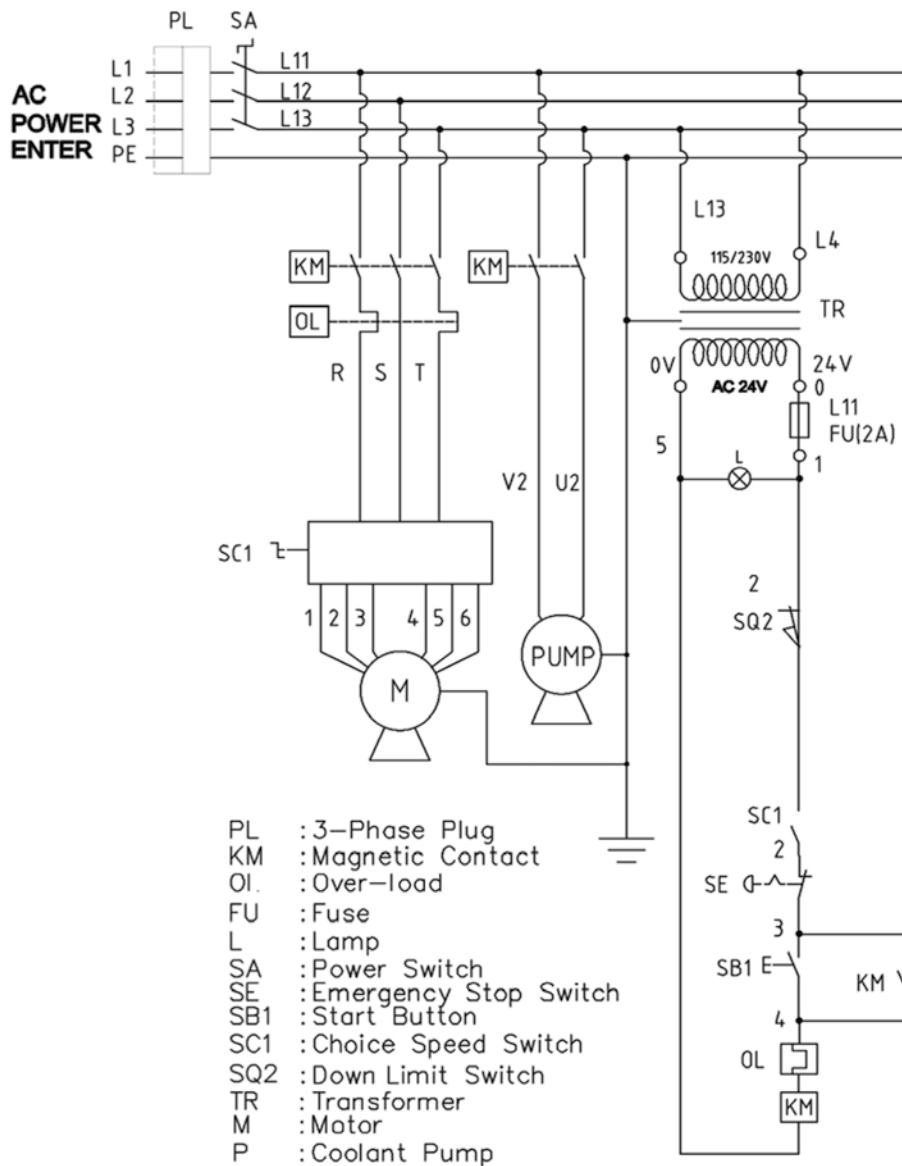 PL SA
L1 L11
AC
POWER
ENTER
L2 L12
L3 L13
PE
L13
L4
KM
KM
115/230V
TR
OL
R S T
0V
AC 24V
24V
0
L11
FU(2A)
5
L
1
V2 U2
SC1
2
SQ2
1 2 3 4 5 6
PUMP
M
SC1
2
SE
3
SB1 E
KM
4
OL
KM
PL : 3-Phase Plug
KM : Magnetic Contact
Ol. : Over-load
FU : Fuse
L : Lamp
SA : Power Switch
SE : Emergency Stop Switch
SB1 : Start Button
SC1 : Choice Speed Switch
SQ2 : Down Limit Switch
TR : Transformer
M : Motor
P : Coolant Pump